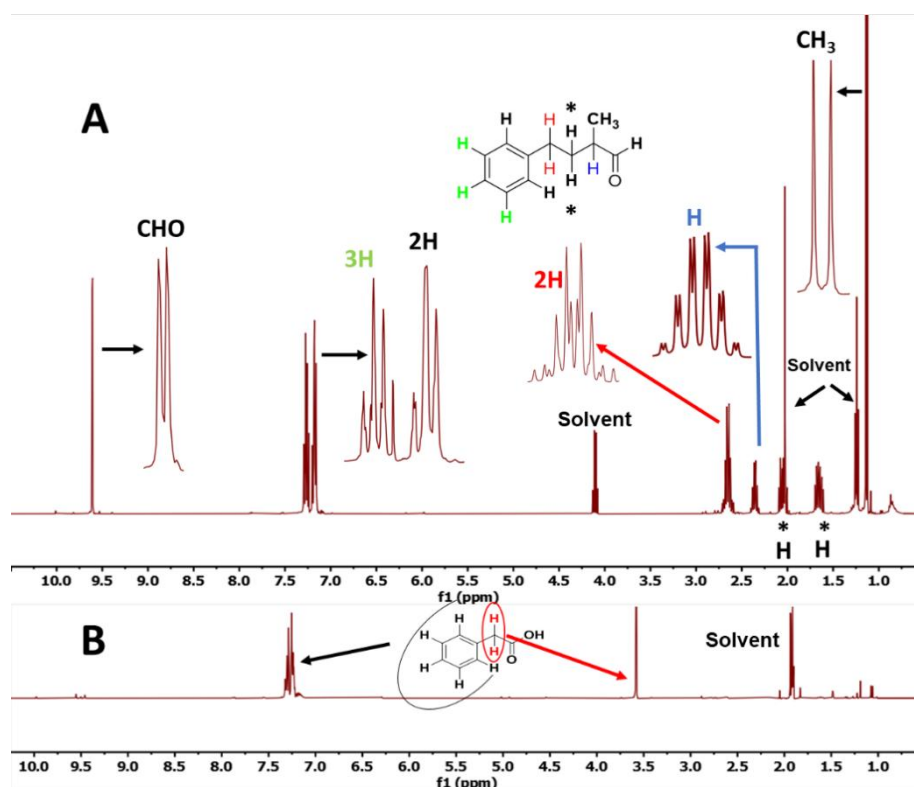 CH3
A
*
H H CH3
H H
H H
H H H O
H H
H *
CHO
3H
2H
2H
H
Solvent
Solvent
* *
H H
10.0 9.5 9.0 8.5 8.0 7.5 7.0 6.5 6.0 5.5 5.0 4.5 4.0 3.5 3.0 2.5 2.0 1.5 1.0
f1 (ppm)
B
H
H H OH
H H O
H H
H
Solvent
10.0 9.5 9.0 8.5 8.0 7.5 7.0 6.5 6.0 5.5 5.0 4.5 4.0 3.5 3.0 2.5 2.0 1.5 1.0
f1 (ppm)